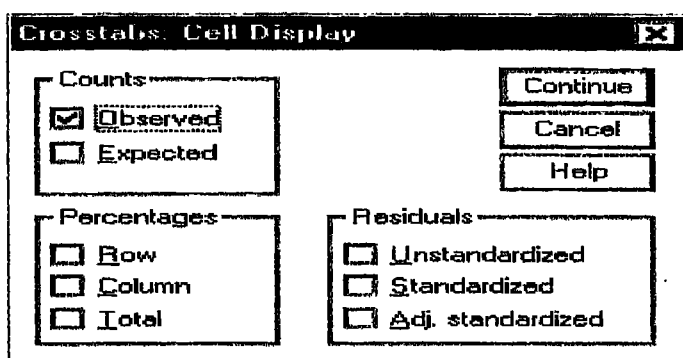 Crosstabs: Cell Display
Counts
Observed
Expected
Continue
Cancel
Help
Percentages
Row
Column
Total
Residuals
Unstandardized
Standardized
Adj. standardized